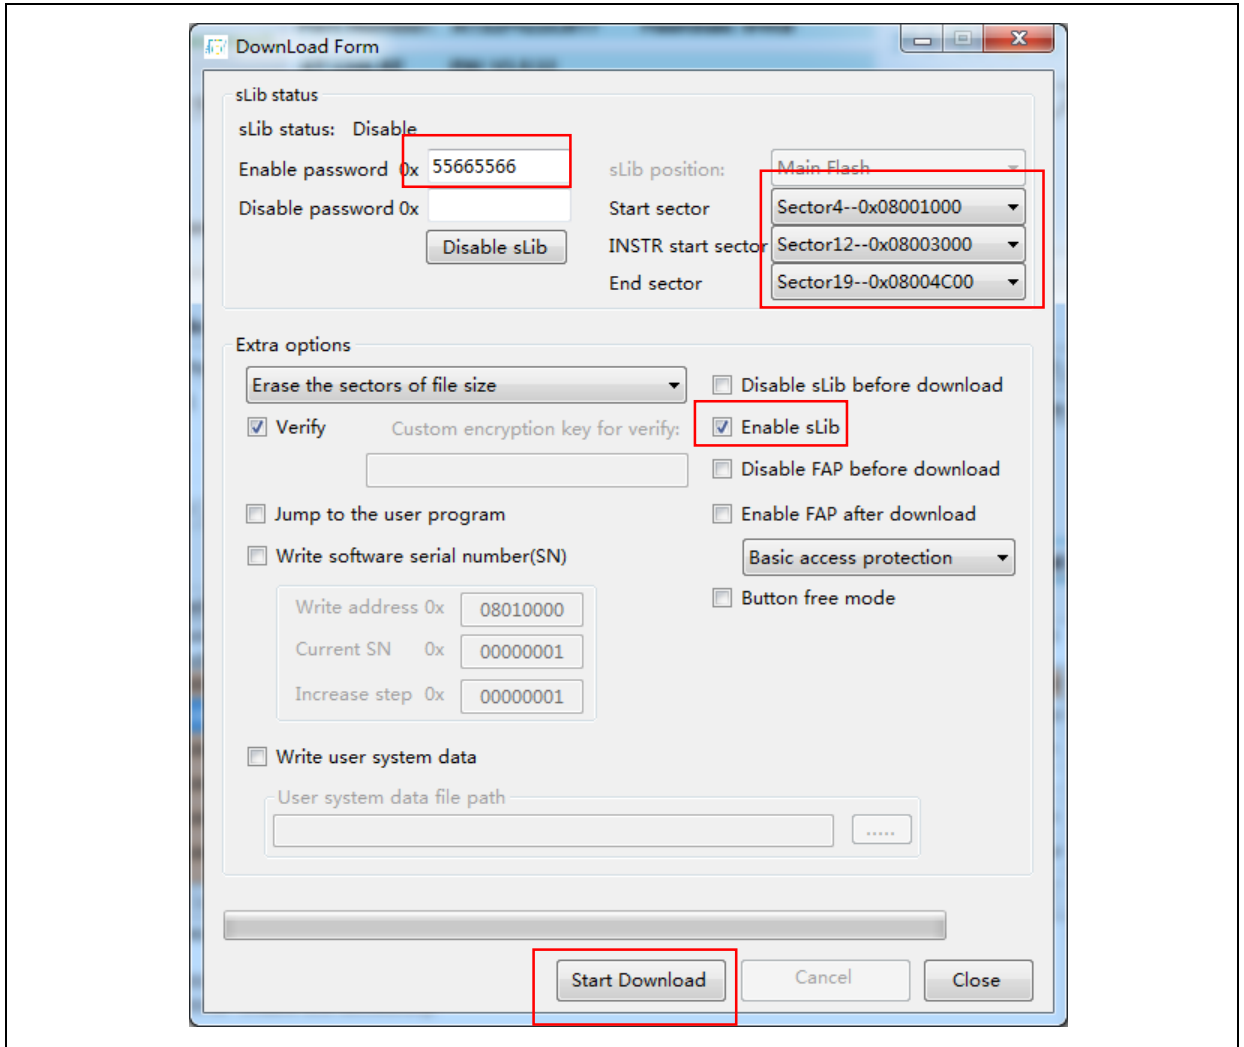 DownLoad Form
sLib status
sLib status: Disable
Enable password 0x 55665566
sLib position: Main Flash
Disable password 0x
Start sector Sector4--0x08001000
Disable sLib
INSTR start sector Sector12--0x08003000
End sector Sector19--0x08004C00
Extra options
Erase the sectors of file size
Disable sLib before download
Verify
Custom encryption key for verify:
Enable sLib
Disable FAP before download
Jump to the user program
Enable FAP after download
Write software serial number(SN)
Basic access protection
Write address 0x 08010000
Button free mode
Current SN 0x 00000001
Increase step 0x 00000001
Write user system data
User system data file path
.....
Start Download
Cancel
Close